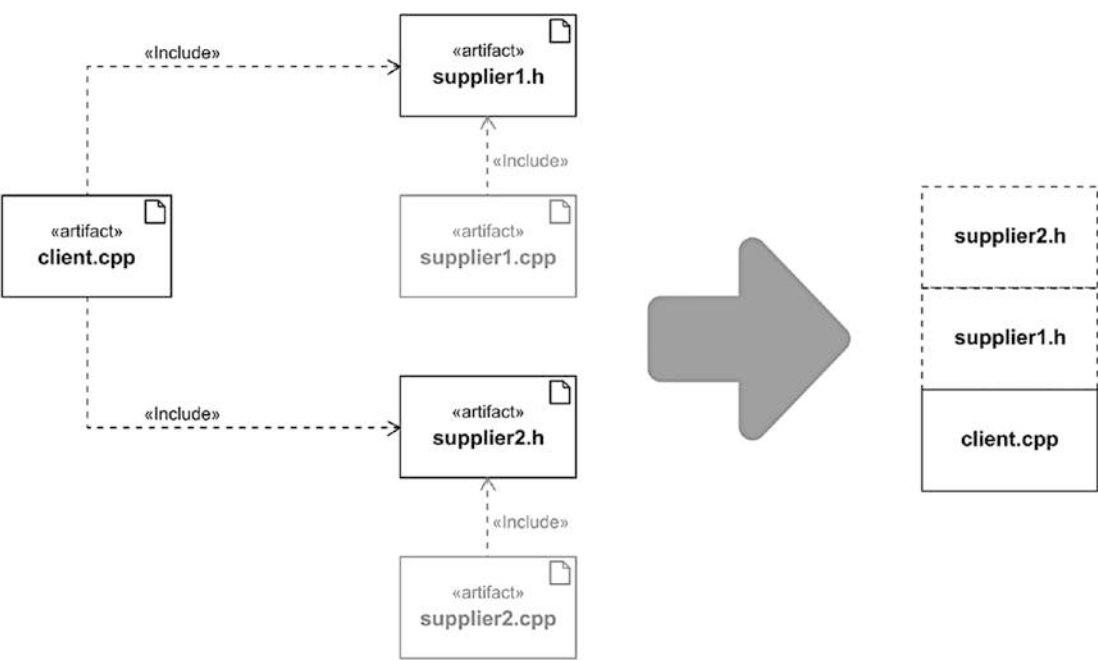 «Include»
«artifact»
supplier1.h
«Include»
«artifact»
client.cpp
«artifact»
supplier1.cpp
supplier2.h
supplier1.h
client.cpp
«Include»
«artifact»
supplier2.h
«Include»
«artifact»
supplier2.cpp